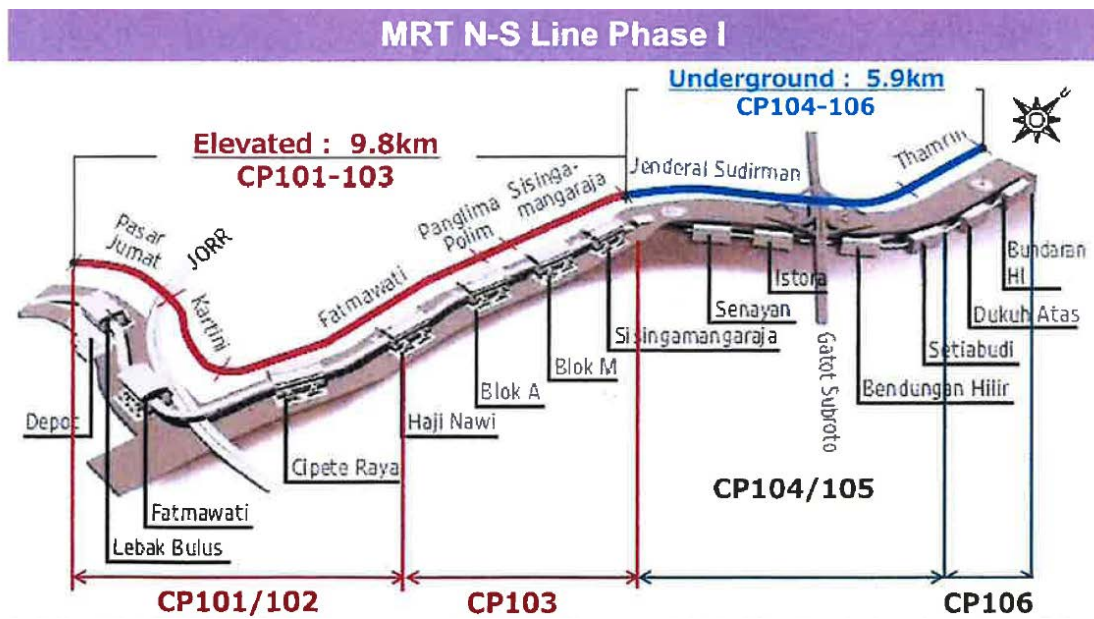 MRT N-S Line Phase I
Underground : 5.9km
CP104-106
Elevated : 9.8km
CP101-103
Thamrin
Jenderal Sudirman
Sisinga-
mangaraja
Panglima
Polim
Pasar
Jumat
JORR
Kartini
Fatmawati
Bundaran
HI
Istora
Senayan
Dukuh Atas
Sisingamangaraja
Setiabudi
Gatot Subroto
Blok M
Bendungan Hilir
Blok A
Depot
Haji Nawi
Cipete Raya
CP104/105
Fatmawati
Lebak Bulus
CP101/102
CP103
CP106